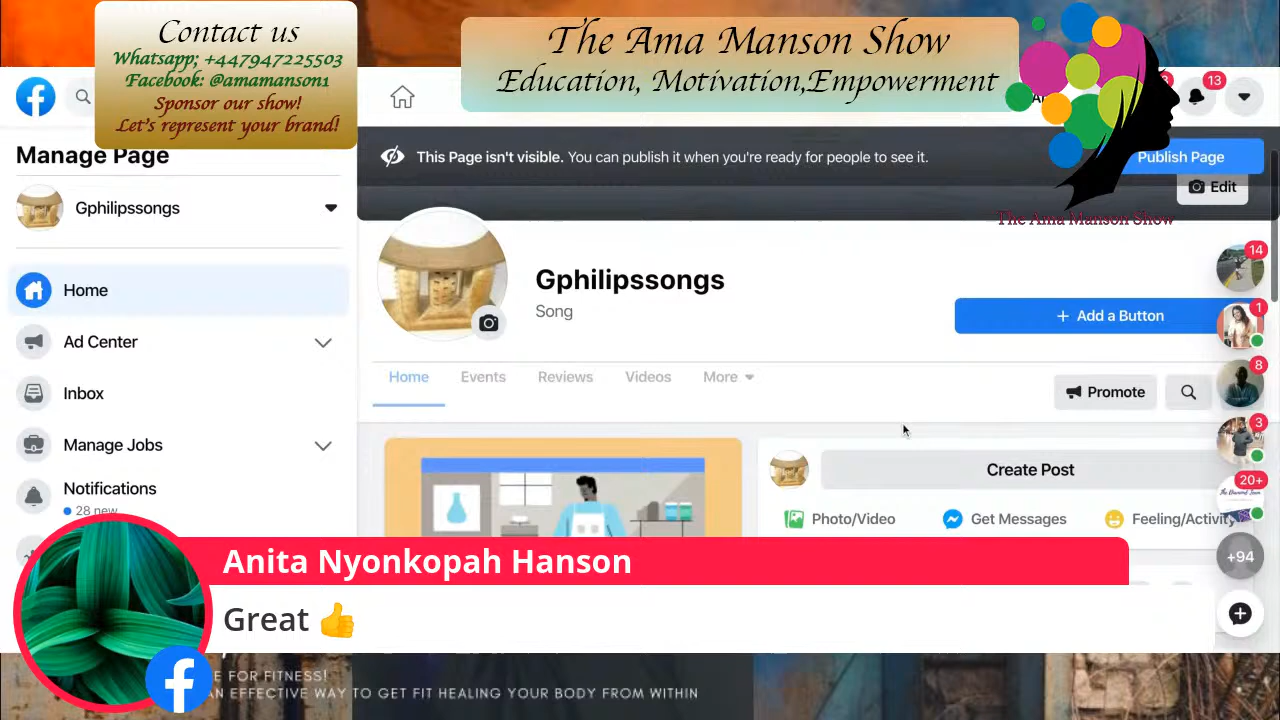 Contact us
Whatsapp; +447947225503
Facebook: @amamanson1
Sponsor our show!
Let's represent your brand!
The Ama Manson Show
Education, Motivation,Empowerment
13
The Ama Manson Show
Manage Page
Gphilipssongs
Home
Ad Center
Inbox
Manage Jobs
Notifications
28 new
This Page isn't visible. You can publish it when you're ready for people to see it.
Publish Page
Edit
Gphilipssongs
Song
+ Add a Button
Home
Events
Reviews
Videos
More
Promote
Create Post
Photo/Video
Get Messages
Feeling/Activity
14
1
8
3
20+
+94
Anita Nyonkopah Hanson
Great 👍
E FOR FITNESS!
AN EFFECTIVE WAY TO GET FIT HEALING YOUR BODY FROM WITHIN